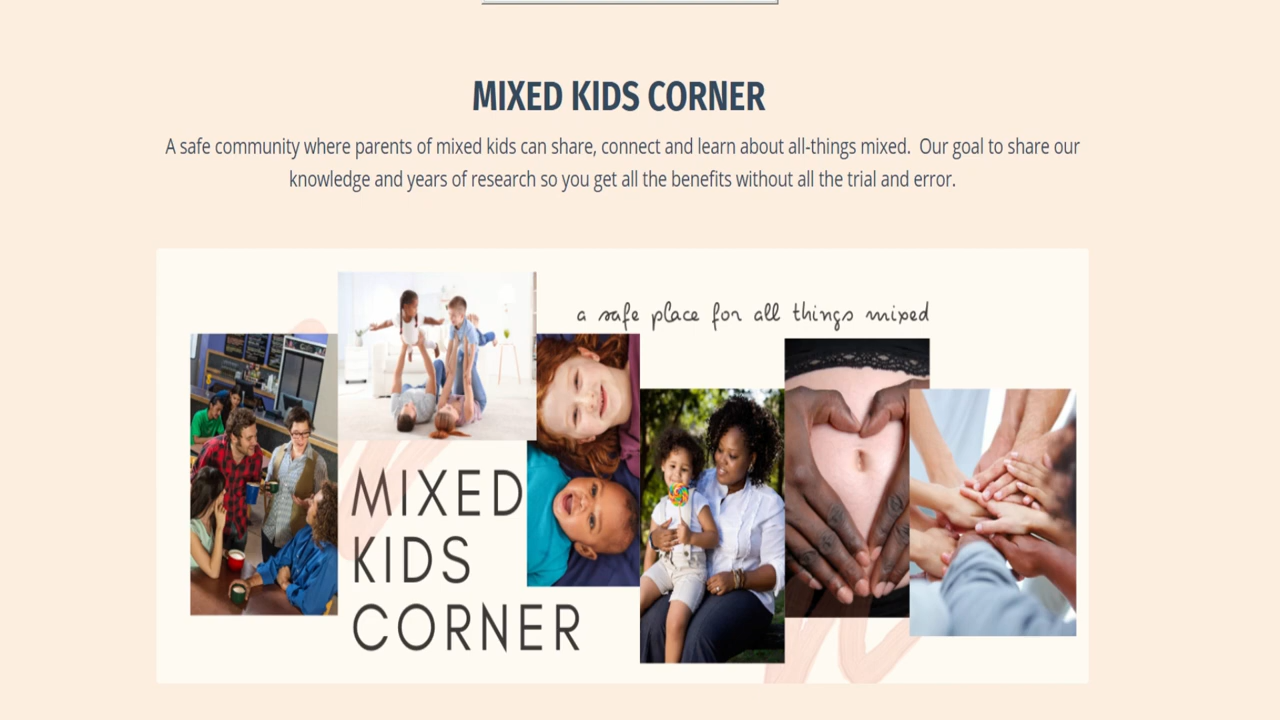 MIXED KIDS CORNER
A safe community where parents of mixed kids can share, connect and learn about all-things mixed.  Our goal to share our
knowledge and years of research so you get all the benefits without all the trial and error.
a safe place for all things mixed
MIXED
KIDS
CORNER